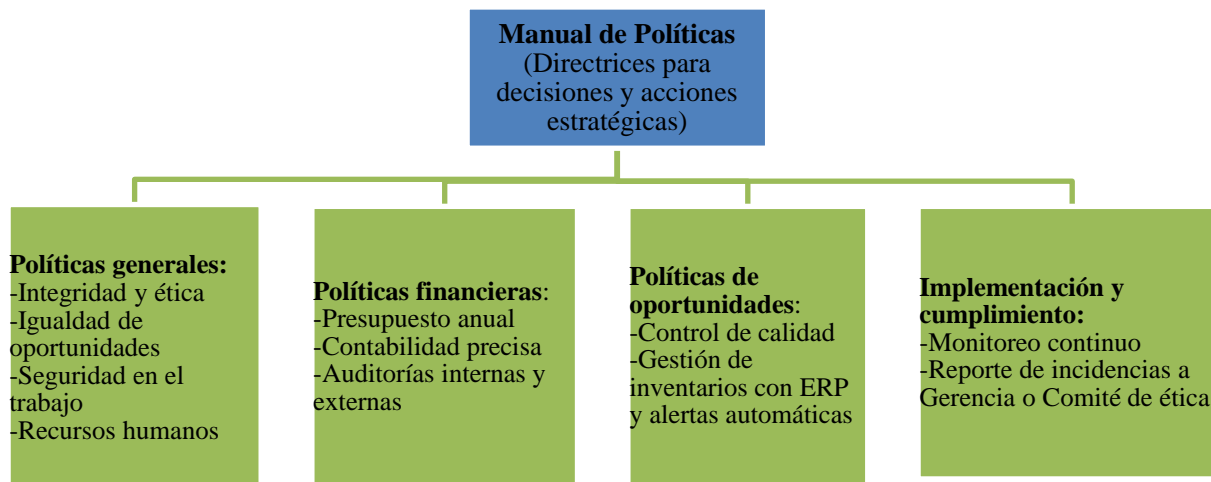 Manual de Políticas
(Directrices para
decisiones y acciones
estratégicas)
Políticas generales:
-Integridad y ética
-Igualdad de
oportunidades
-Seguridad en el
trabajo
-Recursos humanos
Políticas financieras:
-Presupuesto anual
-Contabilidad precisa
-Auditorías internas y
externas
Políticas de
oportunidades:
-Control de calidad
-Gestión de
inventarios con ERP
y alertas automáticas
Implementación y
cumplimiento:
-Monitoreo continuo
-Reporte de incidencias a
Gerencia o Comité de ética